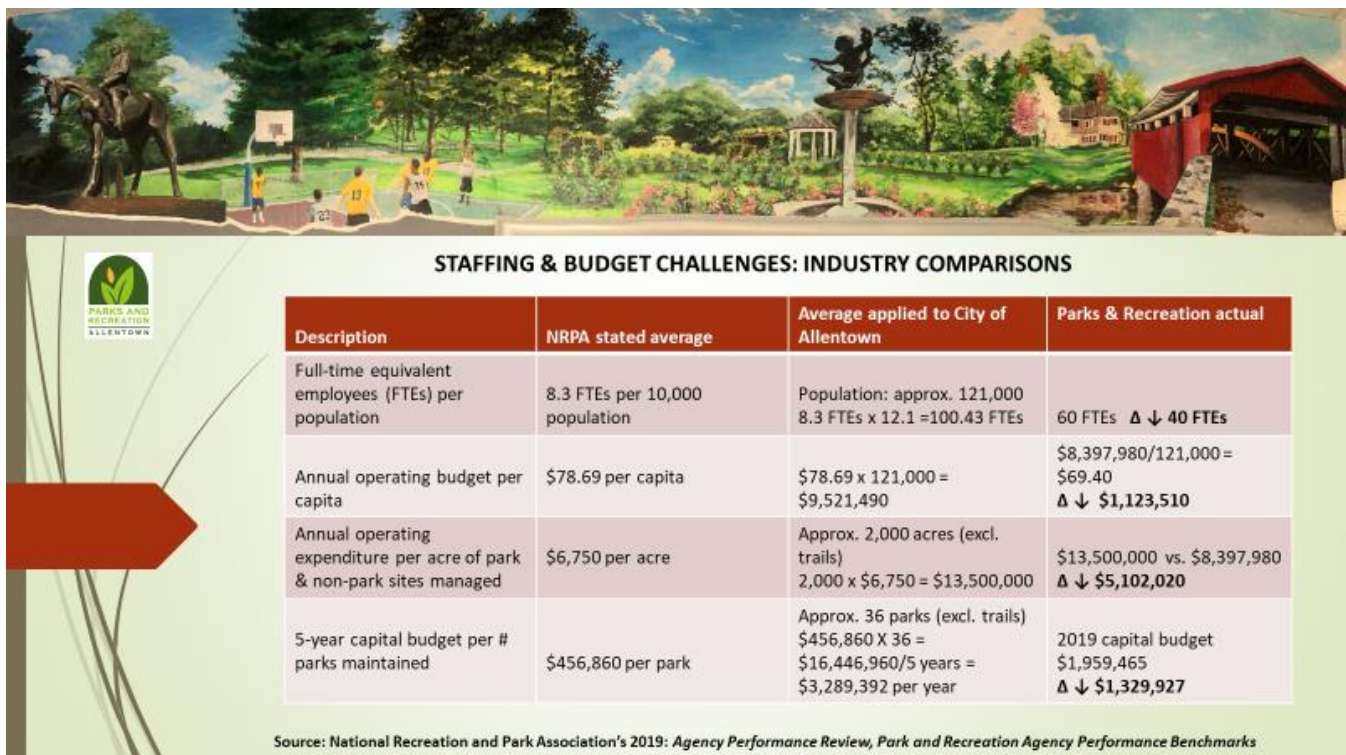 23
13
PARKS AND
RECREATION
ALLENTOWN
STAFFING & BUDGET CHALLENGES: INDUSTRY COMPARISONS
Description
NRPA stated average
Average applied to City of
Allentown
Parks & Recreation actual
Full-time equivalent
employees (FTEs) per
population
8.3 FTEs per 10,000
population
Population: approx. 121,000
8.3 FTEs x 12.1 =100.43 FTEs
60 FTEs Δ ↓ 40 FTEs
Annual operating budget per
capita
$78.69 per capita
$78.69 x 121,000 =
$9,521,490
$8,397,980/121,000 =
$69.40
Δ ↓ $1,123,510
Annual operating
expenditure per acre of park
& non-park sites managed
$6,750 per acre
Approx. 2,000 acres (excl.
trails)
2,000 x $6,750 = $13,500,000
$13,500,000 vs. $8,397,980
Δ ↓ $5,102,020
5-year capital budget per #
parks maintained
$456,860 per park
Approx. 36 parks (excl. trails)
$456,860 X 36 =
$16,446,960/5 years =
$3,289,392 per year
2019 capital budget
$1,959,465
Δ ↓ $1,329,927
Source: National Recreation and Park Association's 2019: Agency Performance Review, Park and Recreation Agency Performance Benchmarks